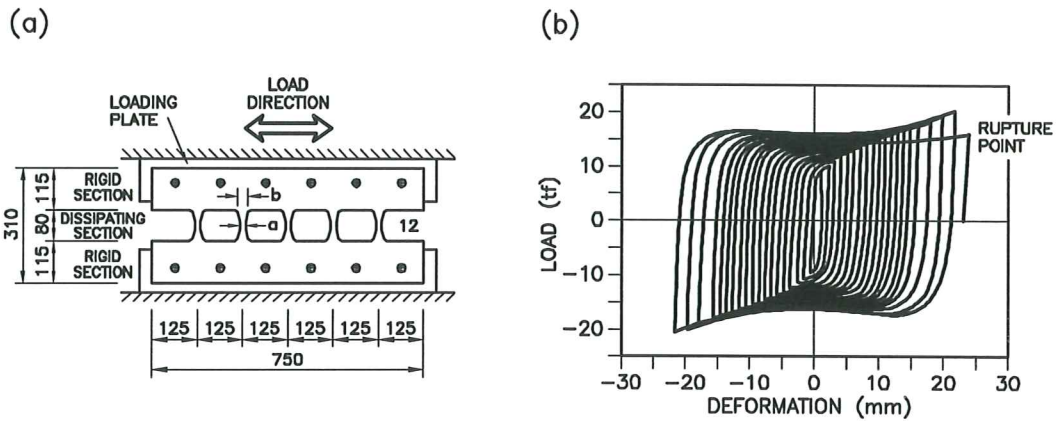 (a)
LOAD
DIRECTION
LOADING
PLATE
RIGID
SECTION
DISSIPATING
SECTION
RIGID
SECTION
310
115
80
115
b
a
12
125 125 125 125 125 125
750
(b)
20
10
0
-10
-20
LOAD (tf)
RUPTURE
POINT
-30 -20 -10 0 10 20 30
DEFORMATION (mm)